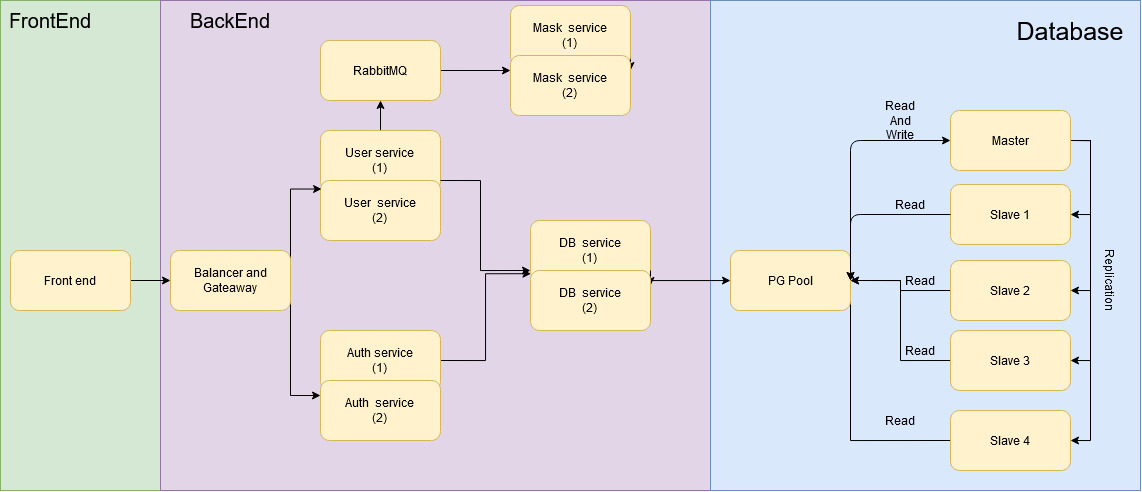 FrontEnd
BackEnd
Database
Mask service
(1)
Mask service
(2)
RabbitMQ
User service
(1)
User service
(2)
Front end
Balancer and
Gateaway
DB service
(1)
DB service
(2)
Auth service
(1)
Auth service
(2)
PG Pool
Read
And
Write
Master
Read
Slave 1
Read
Slave 2
Read
Slave 3
Read
Slave 4
Replication